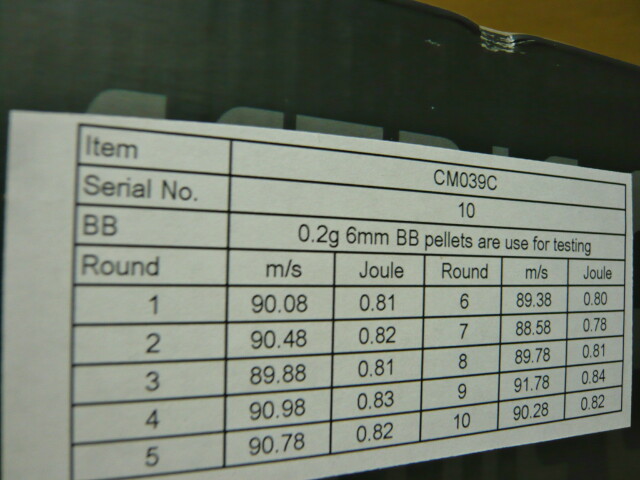 Item CM039C
Serial No. 10
BB 0.2g 6mm BB pellets are use for testing
Round m/s Joule Round m/s Joule
1 90.08 0.81 6 89.38 0.80
2 90.48 0.82 7 88.58 0.78
3 89.88 0.81 8 89.78 0.81
4 90.98 0.83 9 91.78 0.84
5 90.78 0.82 10 90.28 0.82